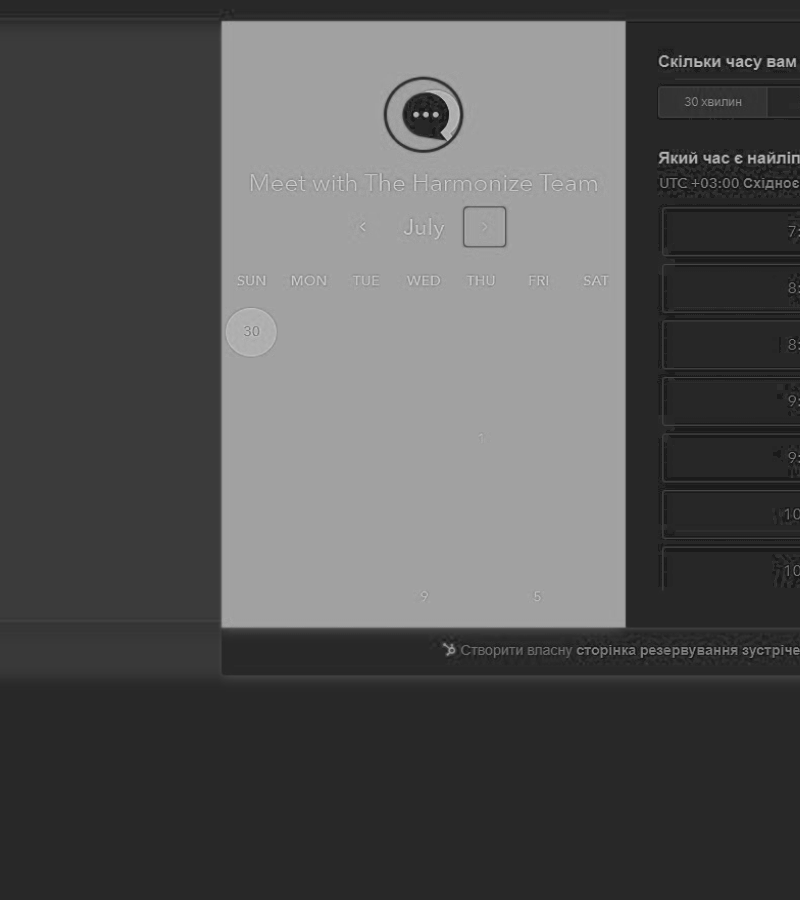 Meet with The Harmonize Team
July
SUN MON TUE WED THU FRI SAT
30
1
9 5
Скільки часу вам
30 хвилин
Який час є найліп
UTC +03:00 Східноє
7:
8:
8:
9:
9:
10
10
Створити власну сторінка резервування зустріче